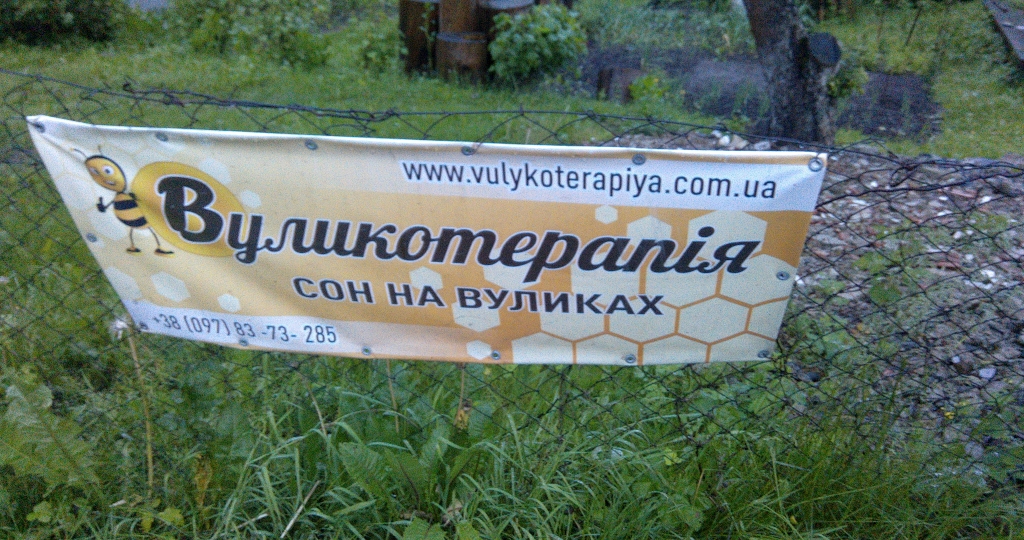 www.vulykoterapiya.com.ua
Вуликотерапія
СОН НА ВУЛИКАХ
+38 (097) 83 -73- 285